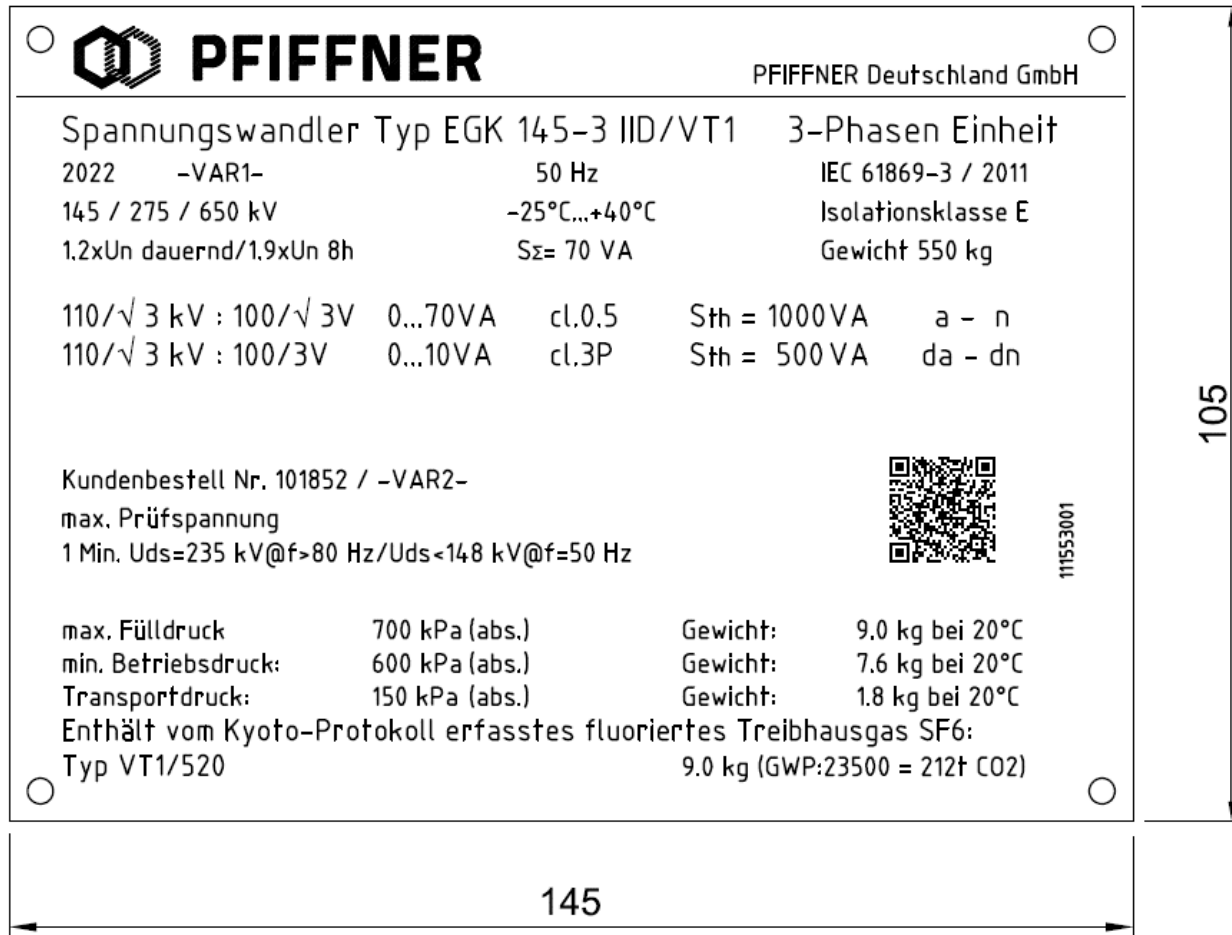 PFIFFNER
PFIFFNER Deutschland GmbH
Spannungswandler Typ EGK 145-3 IID/VT1 3-Phasen Einheit
2022 -VAR1- 50 Hz IEC 61869-3 / 2011
145 / 275 / 650 kV -25°C...+40°C Isolationsklasse E
1.2xUn dauernd/1.9xUn 8h SΣ= 70 VA Gewicht 550 kg
110/√ 3 kV : 100/√ 3V 0...70VA cl.0.5 Sth = 1000VA a - n
110/√ 3 kV : 100/3V 0...10VA cl.3P Sth = 500 VA da - dn
Kundenbestell Nr. 101852 / -VAR2-
max. Prüfspannung
1 Min. Uds=235 kV@f>80 Hz/Uds<148 kV@f=50 Hz
111553001
max. Fülldruck 700 kPa (abs.) Gewicht: 9.0 kg bei 20°C
min. Betriebsdruck: 600 kPa (abs.) Gewicht: 7.6 kg bei 20°C
Transportdruck: 150 kPa (abs.) Gewicht: 1.8 kg bei 20°C
Enthält vom Kyoto-Protokoll erfasstes fluoriertes Treibhausgas SF6:
Typ VT1/520 9.0 kg (GWP:23500 = 212t CO2)
105
145